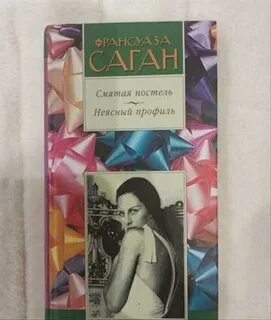 ФРАНСУАЗА
САГАН
Смятая постель
Неясный профиль